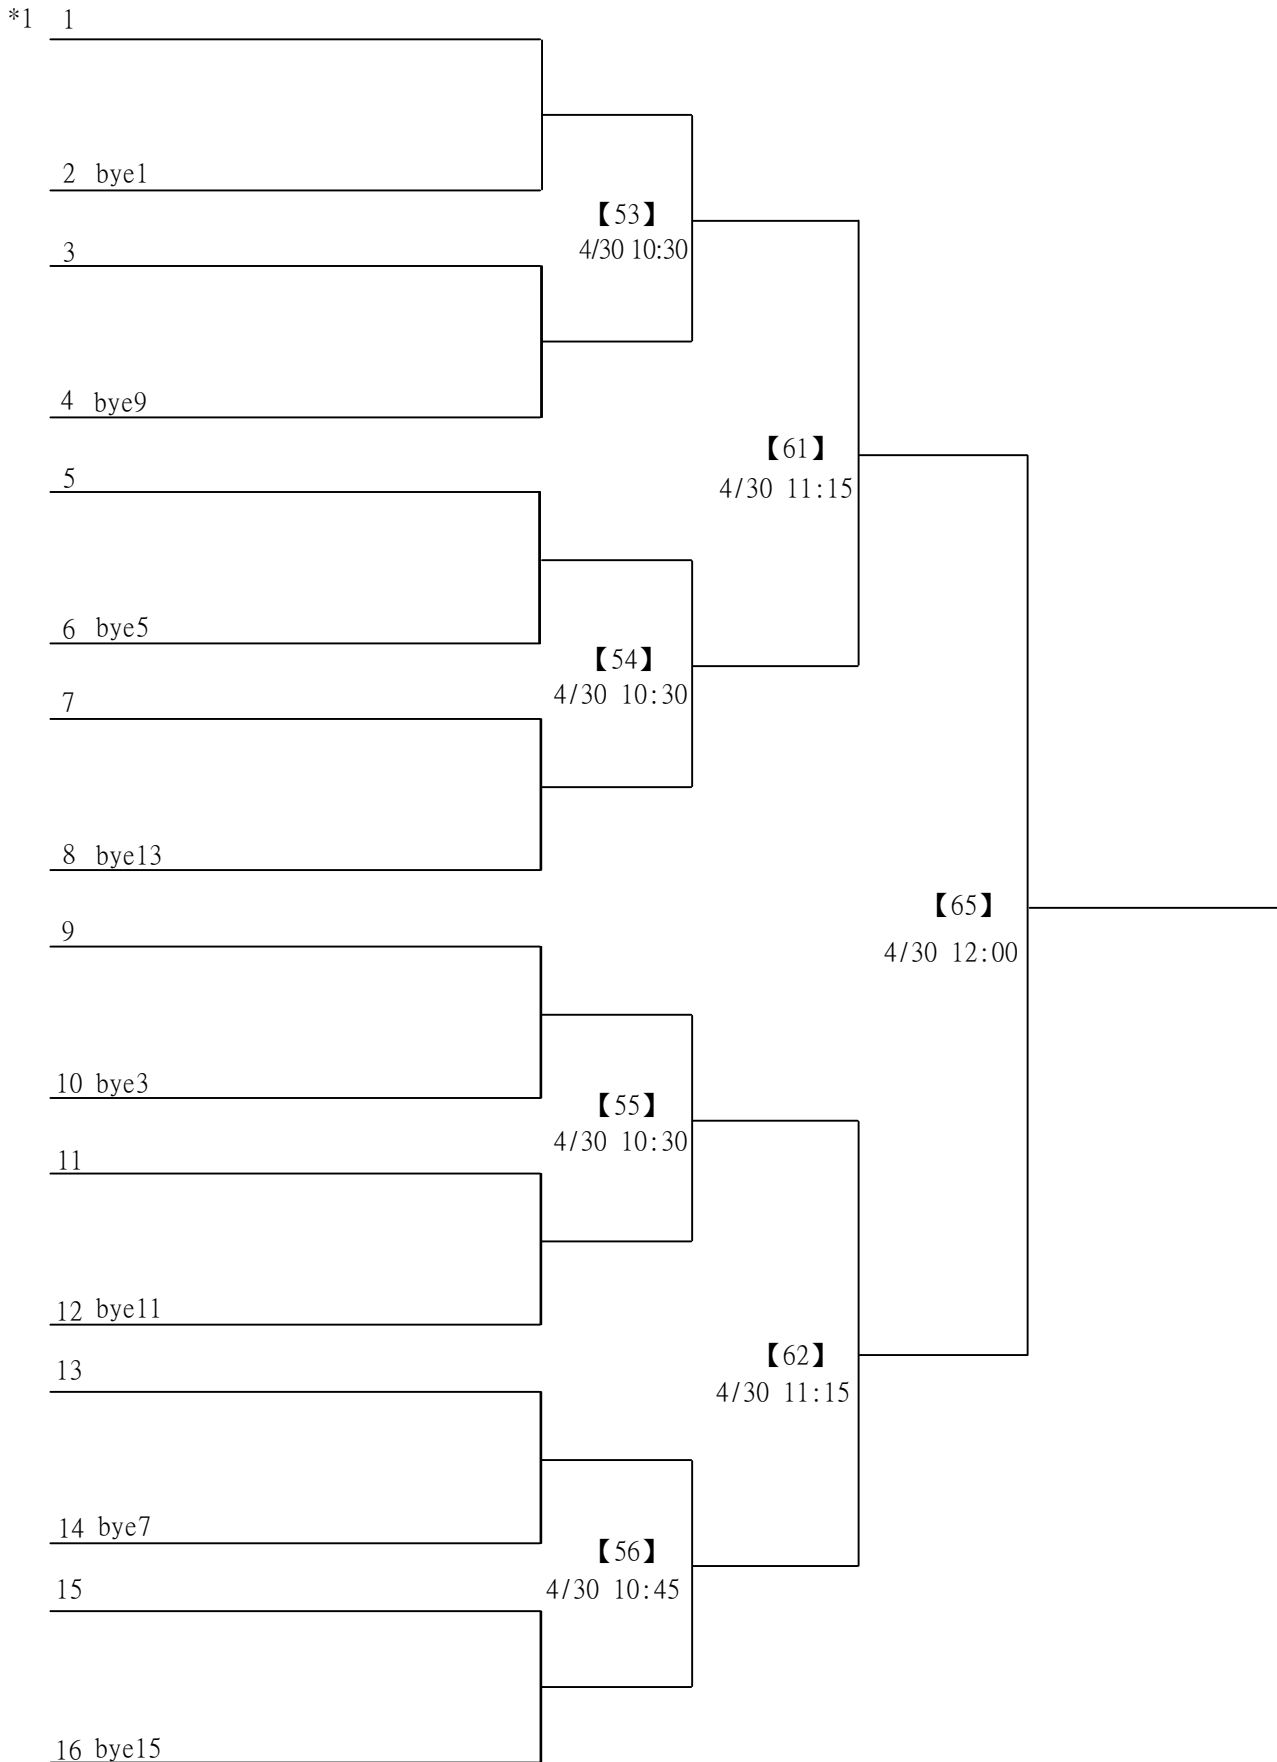 *1 1
2 bye1
【53】
4/30 10:30
3
4 bye9
【61】
4/30 11:15
5
6 bye5
【54】
4/30 10:30
7
8 bye13
【65】
4/30 12:00
9
10 bye3
【55】
4/30 10:30
11
12 bye11
【62】
4/30 11:15
13
14 bye7
【56】
4/30 10:45
15
16 bye15